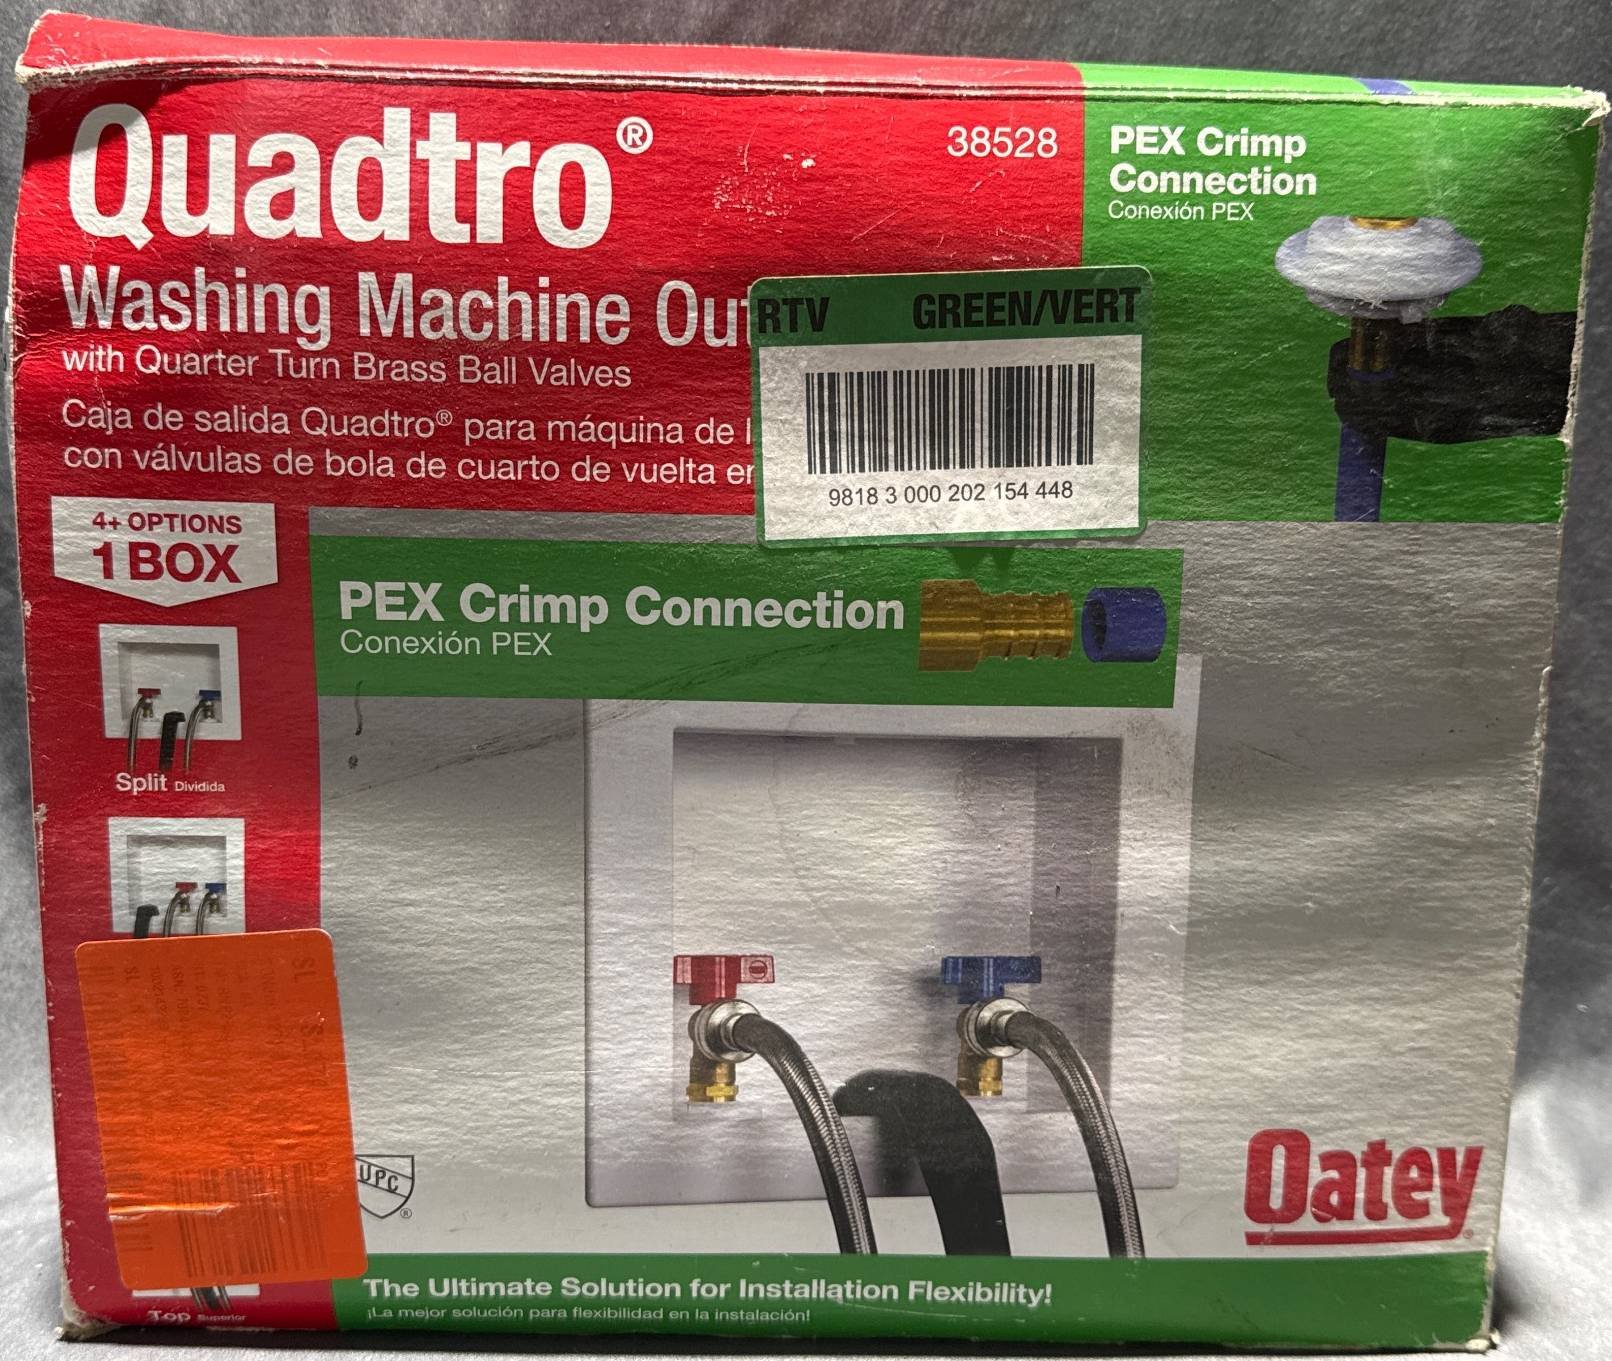 Quadtro®
38528
PEX Crimp
Connection
Conexión PEX
Washing Machine Ou
with Quarter Turn Brass Ball Valves
Caja de salida Quadtro® para máquina de l
con válvulas de bola de cuarto de vuelta en
RTV GREEN/VERT
9818 3 000 202 154 448
4+ OPTIONS
1 BOX
PEX Crimp Connection
Conexión PEX
Split Dividida
UPC®
Oatey®
The Ultimate Solution for Installation Flexibility!
¡La mejor solución para flexibilidad en la instalación!
Top Superior